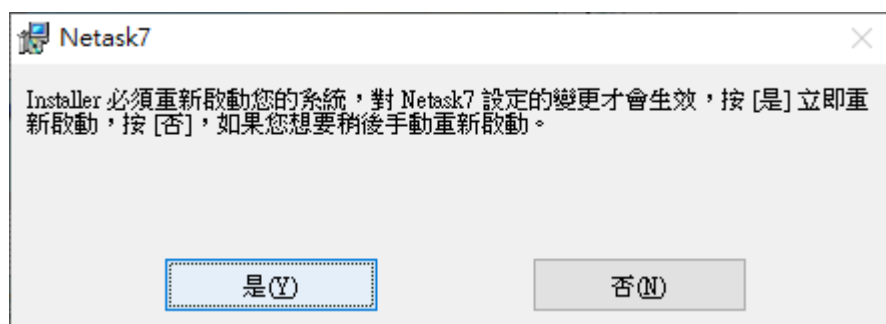 Netask7
Installer 必須重新啟動您的系統，對 Netask7 設定的變更才會生效，按 [是] 立即重
新啟動，按 [否]，如果您想要稍後手動重新啟動。
是(Y)
否(N)